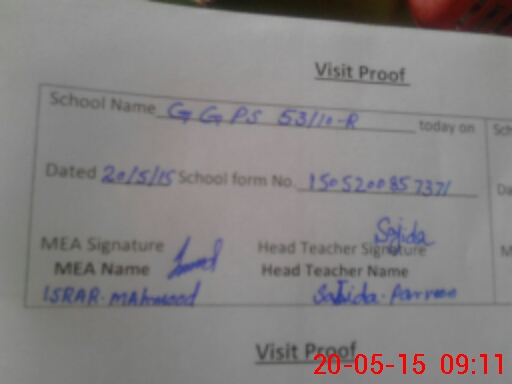 Visit Proof
School Name GGPS 53/10-R today on
Dated 20/5/15 School form No. 150520085737/
Sajida
MEA Signature Head Teacher Signature
MEA Name Head Teacher Name
ISRAR. MAhmood Sajida. Parveen
Visit Proof
20-05-15 09:11